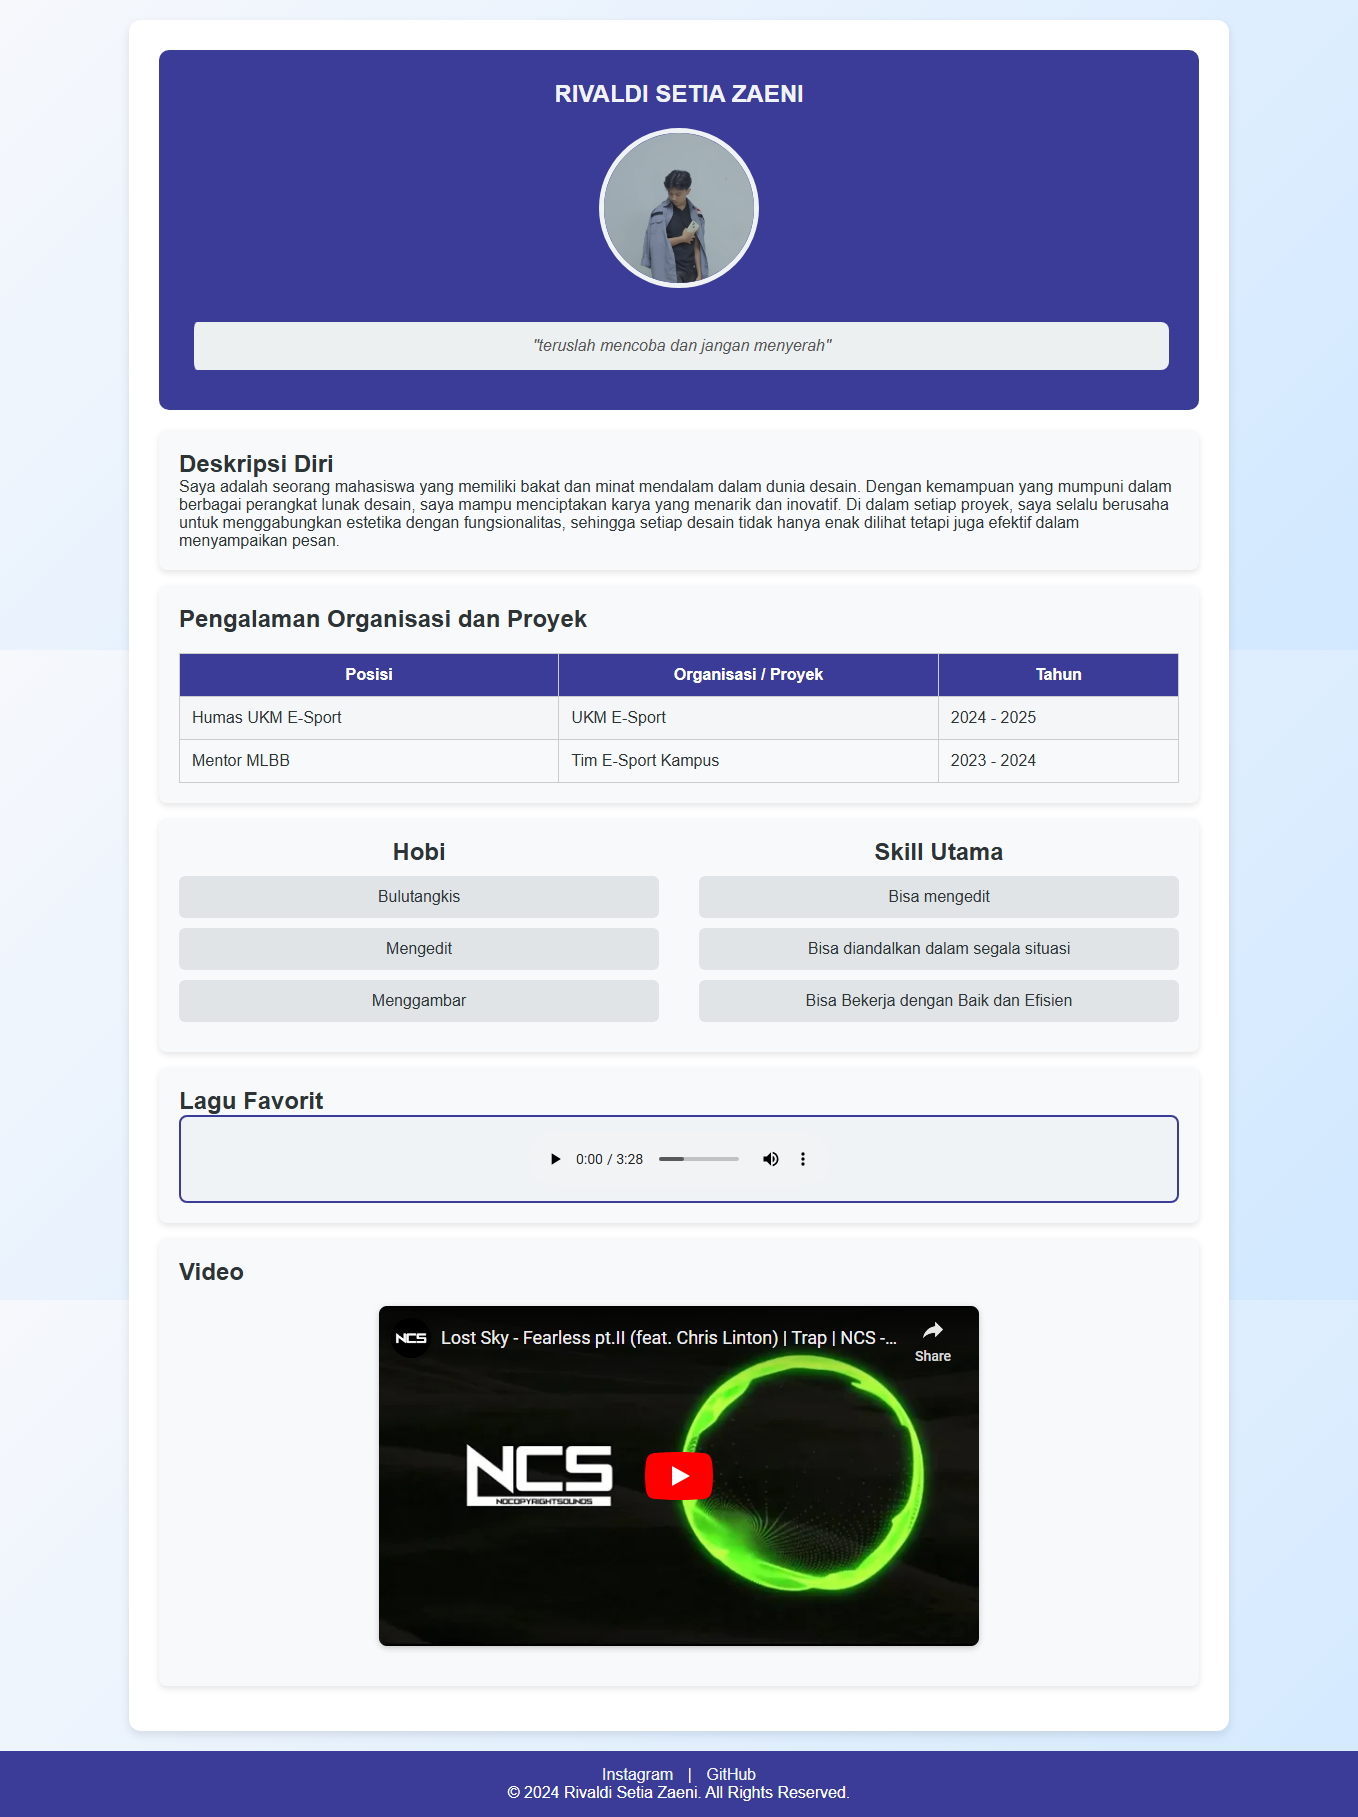 RIVALDI SETIA ZAENI
"teruslah mencoba dan jangan menyerah"
Deskripsi Diri
Saya adalah seorang mahasiswa yang memiliki bakat dan minat mendalam dalam dunia desain. Dengan kemampuan yang mumpuni dalam
berbagai perangkat lunak desain, saya mampu menciptakan karya yang menarik dan inovatif. Di dalam setiap proyek, saya selalu berusaha
untuk menggabungkan estetika dengan fungsionalitas, sehingga setiap desain tidak hanya enak dilihat tetapi juga efektif dalam
menyampaikan pesan.
Pengalaman Organisasi dan Proyek
Posisi Organisasi / Proyek Tahun
Humas UKM E-Sport UKM E-Sport 2024 - 2025
Mentor MLBB Tim E-Sport Kampus 2023 - 2024
Hobi
Bulutangkis
Mengedit
Menggambar
Skill Utama
Bisa mengedit
Bisa diandalkan dalam segala situasi
Bisa Bekerja dengan Baik dan Efisien
Lagu Favorit
0:00 / 3:28
Video
NCS Lost Sky - Fearless pt.II (feat. Chris Linton) | Trap | NCS -...
Share
NCS
NOCOPYRIGHTSOUNDS
Instagram | GitHub
© 2024 Rivaldi Setia Zaeni. All Rights Reserved.